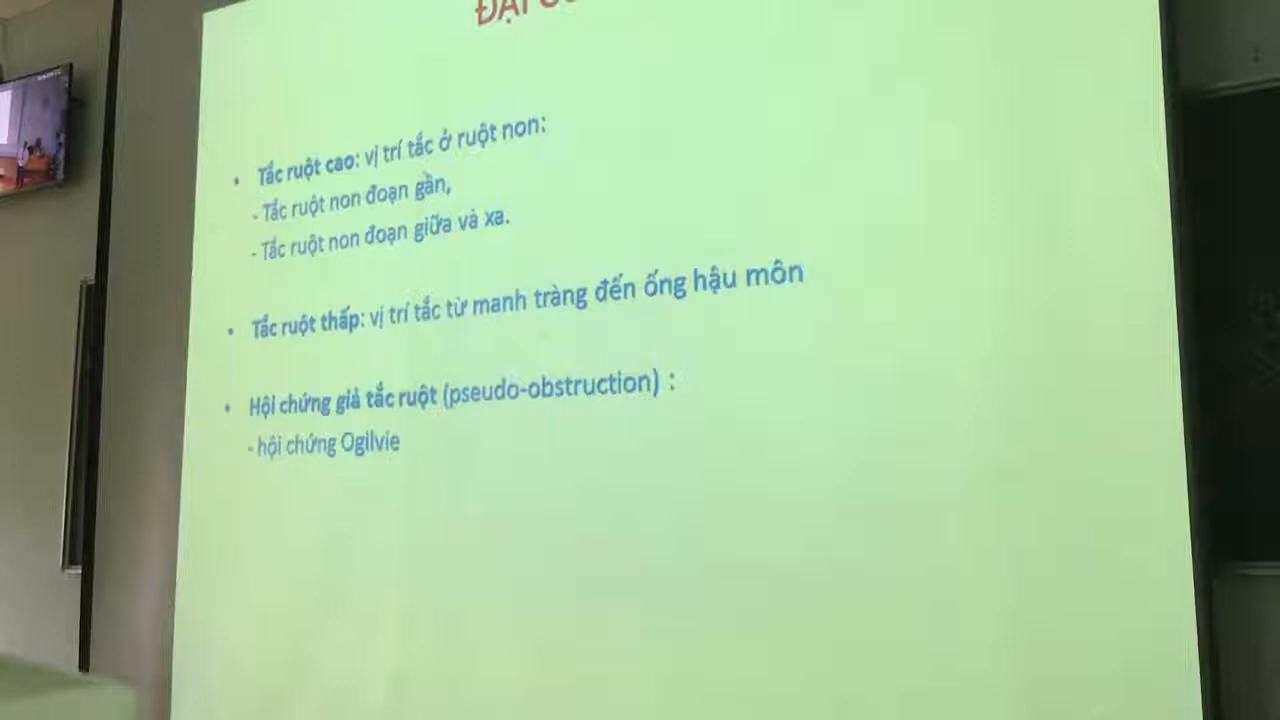 ĐẠI
• Tắc ruột cao: vị trí tắc ở ruột non:
- Tắc ruột non đoạn gần,
- Tắc ruột non đoạn giữa và xa.
• Tắc ruột thấp: vị trí tắc từ manh tràng đến ống hậu môn
• Hội chứng giả tắc ruột (pseudo-obstruction) :
- hội chứng Ogilvie